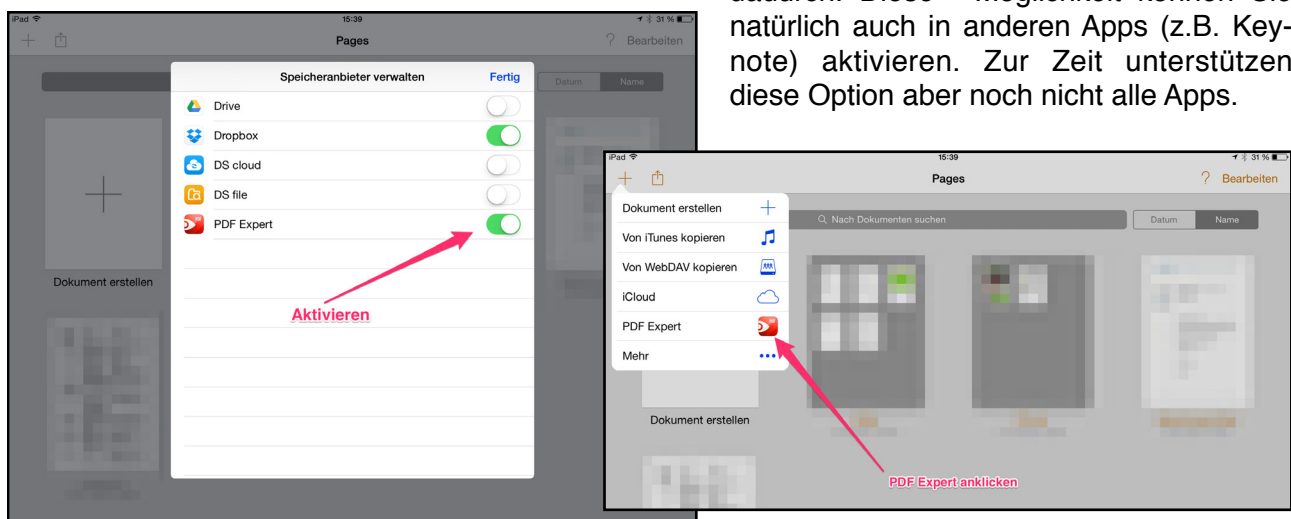 dadurch. Diese Möglichkeit können Sie
natürlich auch in anderen Apps (z.B. Key-
note) aktivieren. Zur Zeit unterstützen
diese Option aber noch nicht alle Apps.
iPad 15:39 31 %
Pages Bearbeiten
Speicheranbieter verwalten Fertig
Datum Name
Drive
Dropbox
DS cloud
DS file
PDF Expert
Dokument erstellen
Aktivieren
iPad 15:39 31 %
Pages ? Bearbeiten
Dokument erstellen
Nach Dokumenten suchen Datum Name
Von iTunes kopieren
Von WebDAV kopieren
iCloud
PDF Expert
Mehr
Dokument erstellen
PDF Expert anklicken